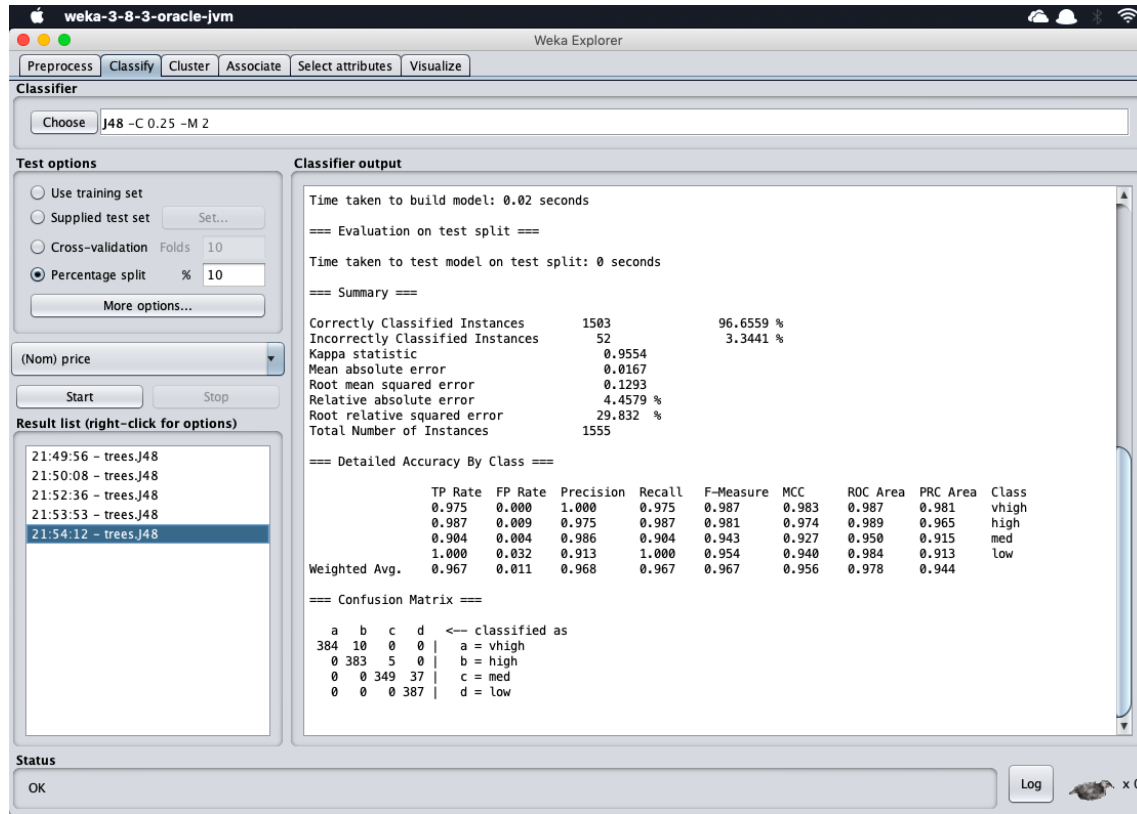 weka-3-8-3-oracle-jvm
Weka Explorer
Preprocess Classify Cluster Associate Select attributes Visualize
Classifier
Choose J48 -C 0.25 -M 2
Test options
Use training set
Supplied test set Set...
Cross-validation Folds 10
Percentage split % 10
More options...
(Nom) price
Start Stop
Result list (right-click for options)
21:49:56 - trees.J48
21:50:08 - trees.J48
21:52:36 - trees.J48
21:53:53 - trees.J48
21:54:12 - trees.J48
Classifier output
Time taken to build model: 0.02 seconds
=== Evaluation on test split ===
Time taken to test model on test split: 0 seconds
=== Summary ===
Correctly Classified Instances 1503 96.6559 %
Incorrectly Classified Instances 52 3.3441 %
Kappa statistic 0.9554
Mean absolute error 0.0167
Root mean squared error 0.1293
Relative absolute error 4.4579 %
Root relative squared error 29.832 %
Total Number of Instances 1555
=== Detailed Accuracy By Class ===
TP Rate FP Rate Precision Recall F-Measure MCC ROC Area PRC Area Class
0.975 0.000 1.000 0.975 0.987 0.983 0.987 0.981 vhigh
0.987 0.009 0.975 0.987 0.981 0.974 0.989 0.965 high
0.904 0.004 0.986 0.904 0.943 0.927 0.950 0.915 med
1.000 0.032 0.913 1.000 0.954 0.940 0.984 0.913 low
Weighted Avg. 0.967 0.011 0.968 0.967 0.967 0.956 0.978 0.944
=== Confusion Matrix ===
a b c d <-- classified as
384 10 0 0 | a = vhigh
0 383 5 0 | b = high
0 0 349 37 | c = med
0 0 0 387 | d = low
Status
OK
Log x 0